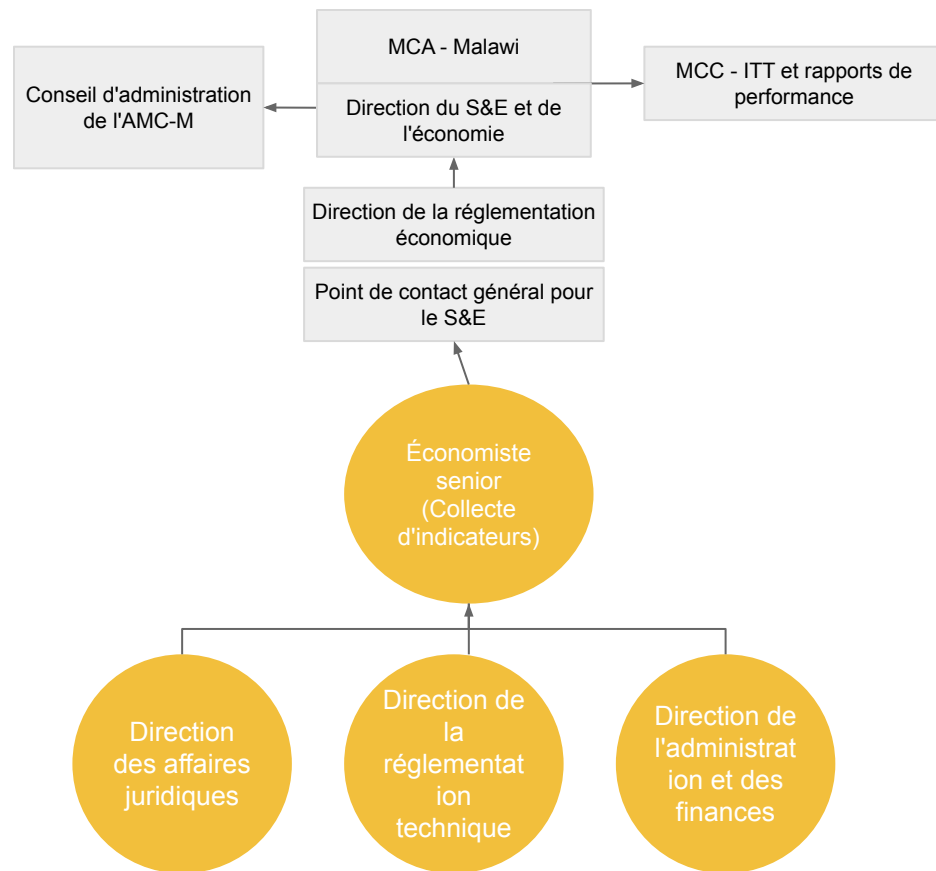 MCA - Malawi
Conseil d'administration
de l'AMC-M
Direction du S&E et de
l'économie
MCC - ITT et rapports de
performance
Direction de la réglementation
économique
Point de contact général pour
le S&E
Économiste
senior
(Collecte
d'indicateurs)
Direction
des affaires
juridiques
Direction de
la
réglementat
ion
technique
Direction de
l'administrat
ion et des
finances